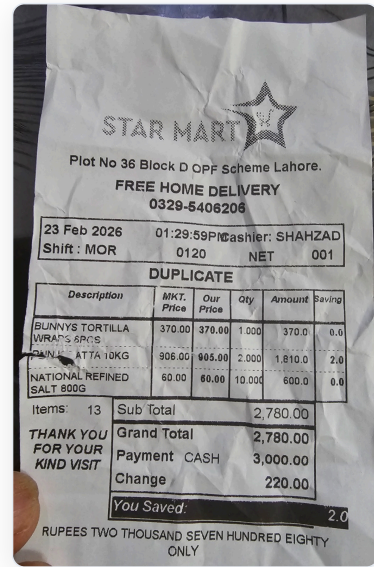 STAR MART
Plot No 36 Block D OPF Scheme Lahore.
FREE HOME DELIVERY
0329-5406206
23 Feb 2026 01:29:59PM Cashier: SHAHZAD
Shift : MOR 0120 NET 001
DUPLICATE
Description MKT. Price Our Price Qty Amount Saving
BUNNYS TORTILLA 370.00 370.00 1.000 370.0 0.0
WRAPS 6PCS
ATTA 10KG 906.00 905.00 2.000 1,810.0 2.0
NATIONAL REFINED 60.00 60.00 10.000 600.0 0.0
SALT 800G
Items: 13 Sub Total 2,780.00
THANK YOU FOR YOUR KIND VISIT
Grand Total 2,780.00
Payment CASH 3,000.00
Change 220.00
You Saved: 2.0
RUPEES TWO THOUSAND SEVEN HUNDRED EIGHTY
ONLY